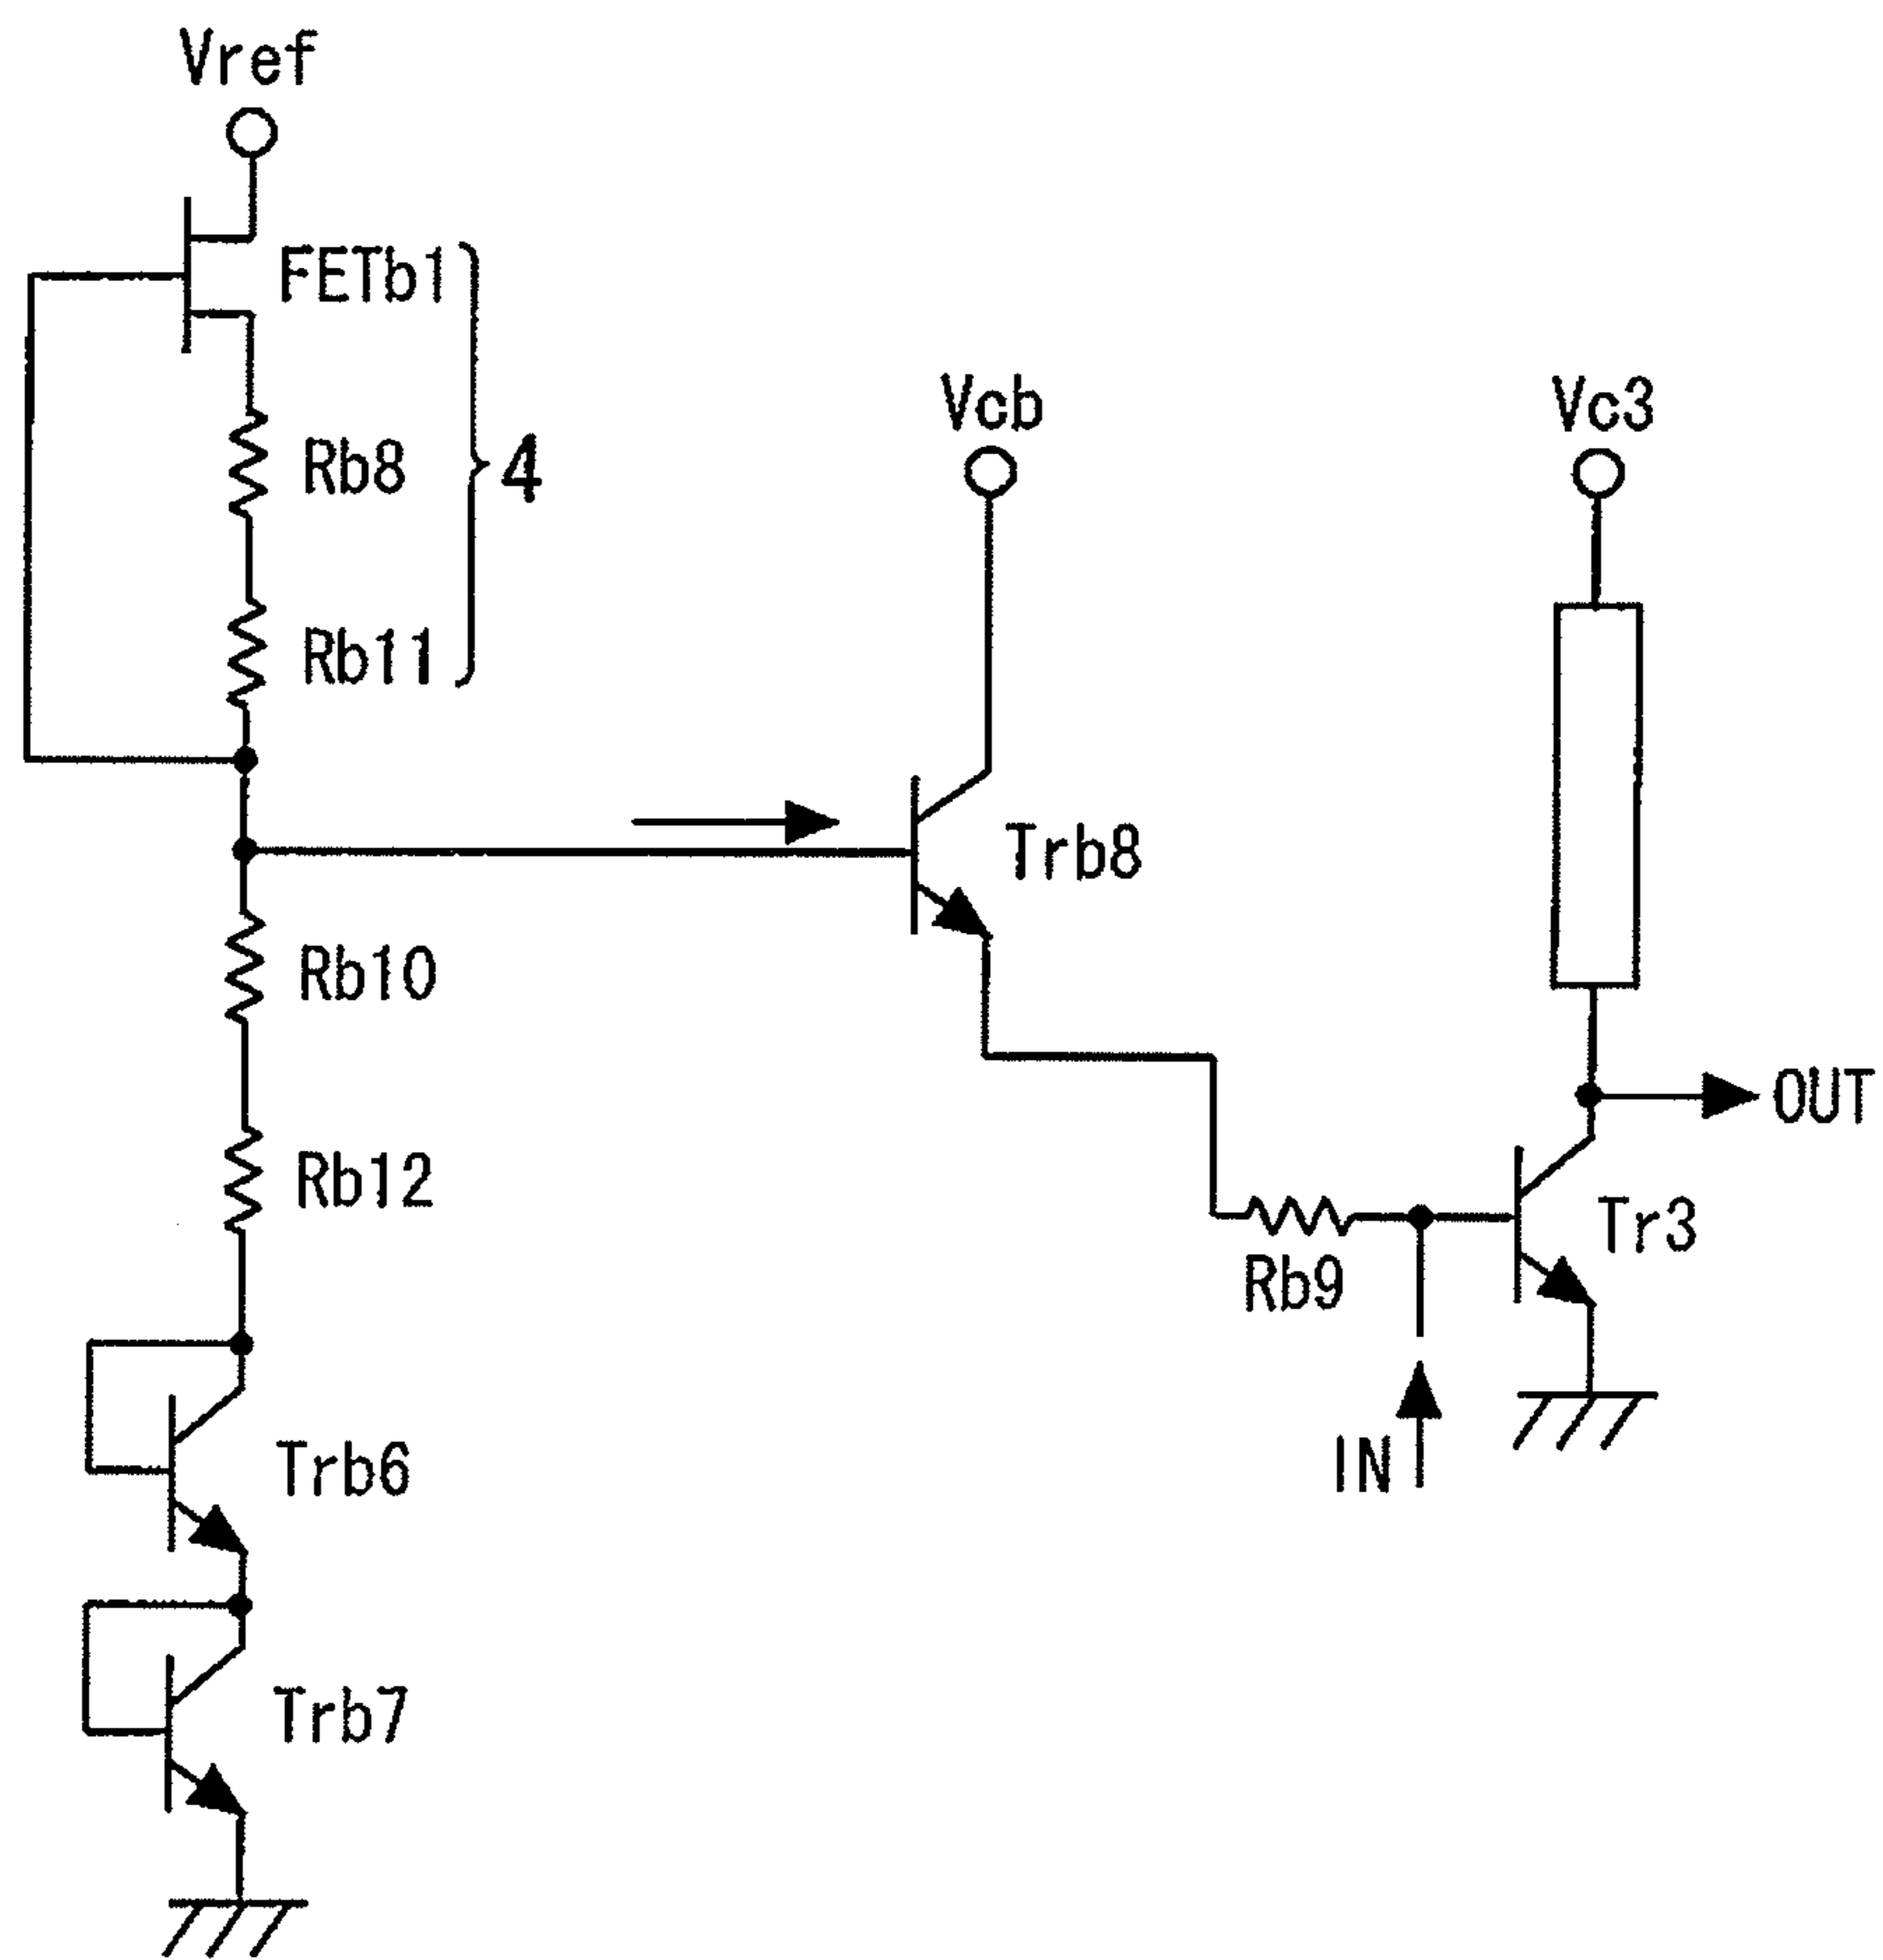 Vref
FETb1
Rb8
4
Rb11
Vcb
Vc3
Trb8
Rb10
OUT
Rb12
Tr3
Rb9
IN
Trb6
Trb7